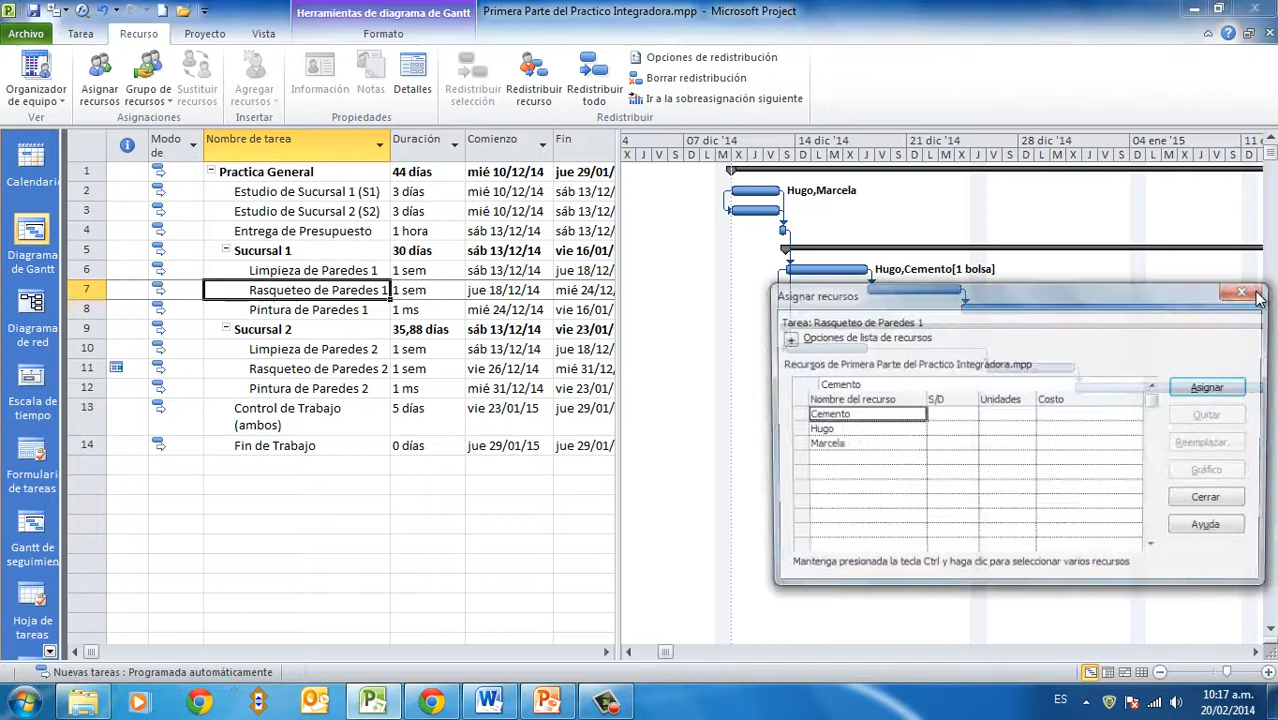 Herramientas de diagrama de Gantt
Primera Parte del Practico Integradora.mpp - Microsoft Project
Archivo Tarea Recurso Proyecto Vista Formato
Organizador de equipo
Asignar recursos
Grupo de recursos
Sustituir recursos
Agregar recursos
Información
Notas
Detalles
Redistribuir selección
Redistribuir recurso
Redistribuir todo
Opciones de redistribución
Borrar redistribución
Ir a la sobreasignación siguiente
Ver Asignaciones Insertar Propiedades Redistribuir
Calendario
Diagrama de Gantt
Diagrama de red
Escala de tiempo
Formulario de tareas
Gantt de seguimien
Hoja de tareas
Modo de Nombre de tarea Duración Comienzo Fin
4 07 dic '14 14 dic '14 21 dic '14 28 dic '14 04 ene '15 11 e
X J S D L M X V M J S D L M X V M J S D L M X V M J
1 Practica General 44 días mié 10/12/14 jue 29/01/
2 Estudio de Sucursal 1 (S1) 3 días mié 10/12/14 sáb 13/12/
3 Estudio de Sucursal 2 (S2) 3 días mié 10/12/14 sáb 13/12/
4 Entrega de Presupuesto 1 hora sáb 13/12/14 sáb 13/12/
5 Sucursal 1 30 días sáb 13/12/14 vie 16/01/
6 Limpieza de Paredes 1 1 sem sáb 13/12/14 jue 18/12/
7 Rasqueteo de Paredes 1 1 sem jue 18/12/14 mié 24/12/
8 Pintura de Paredes 1 1 ms mié 24/12/14 vie 16/01/
9 Sucursal 2 35,88 días sáb 13/12/14 vie 23/01/
10 Limpieza de Paredes 2 1 sem sáb 13/12/14 jue 18/12/
11 Rasqueteo de Paredes 2 1 sem vie 26/12/14 mié 31/12/
12 Pintura de Paredes 2 1 ms mié 31/12/14 vie 23/01/
13 Control de Trabajo (ambos) 5 días vie 23/01/15 jue 29/01/
14 Fin de Trabajo 0 días jue 29/01/15 jue 29/01/
Hugo,Marcela
Hugo,Cemento[1 bolsa]
Asignar recursos
Tarea: Rasqueteo de Paredes 1
+ Opciones de lista de recursos
Recursos de Primera Parte del Practico Integradora.mpp
Cemento
Nombre del recurso S/D Unidades Costo
Cemento
Hugo
Marcela
Asignar
Quitar
Reemplazar...
Gráfico
Cerrar
Ayuda
Mantenga presionada la tecla Ctrl y haga clic para seleccionar varios recursos
Nuevas tareas : Programada automáticamente
ES
10:17 a.m.
20/02/2014